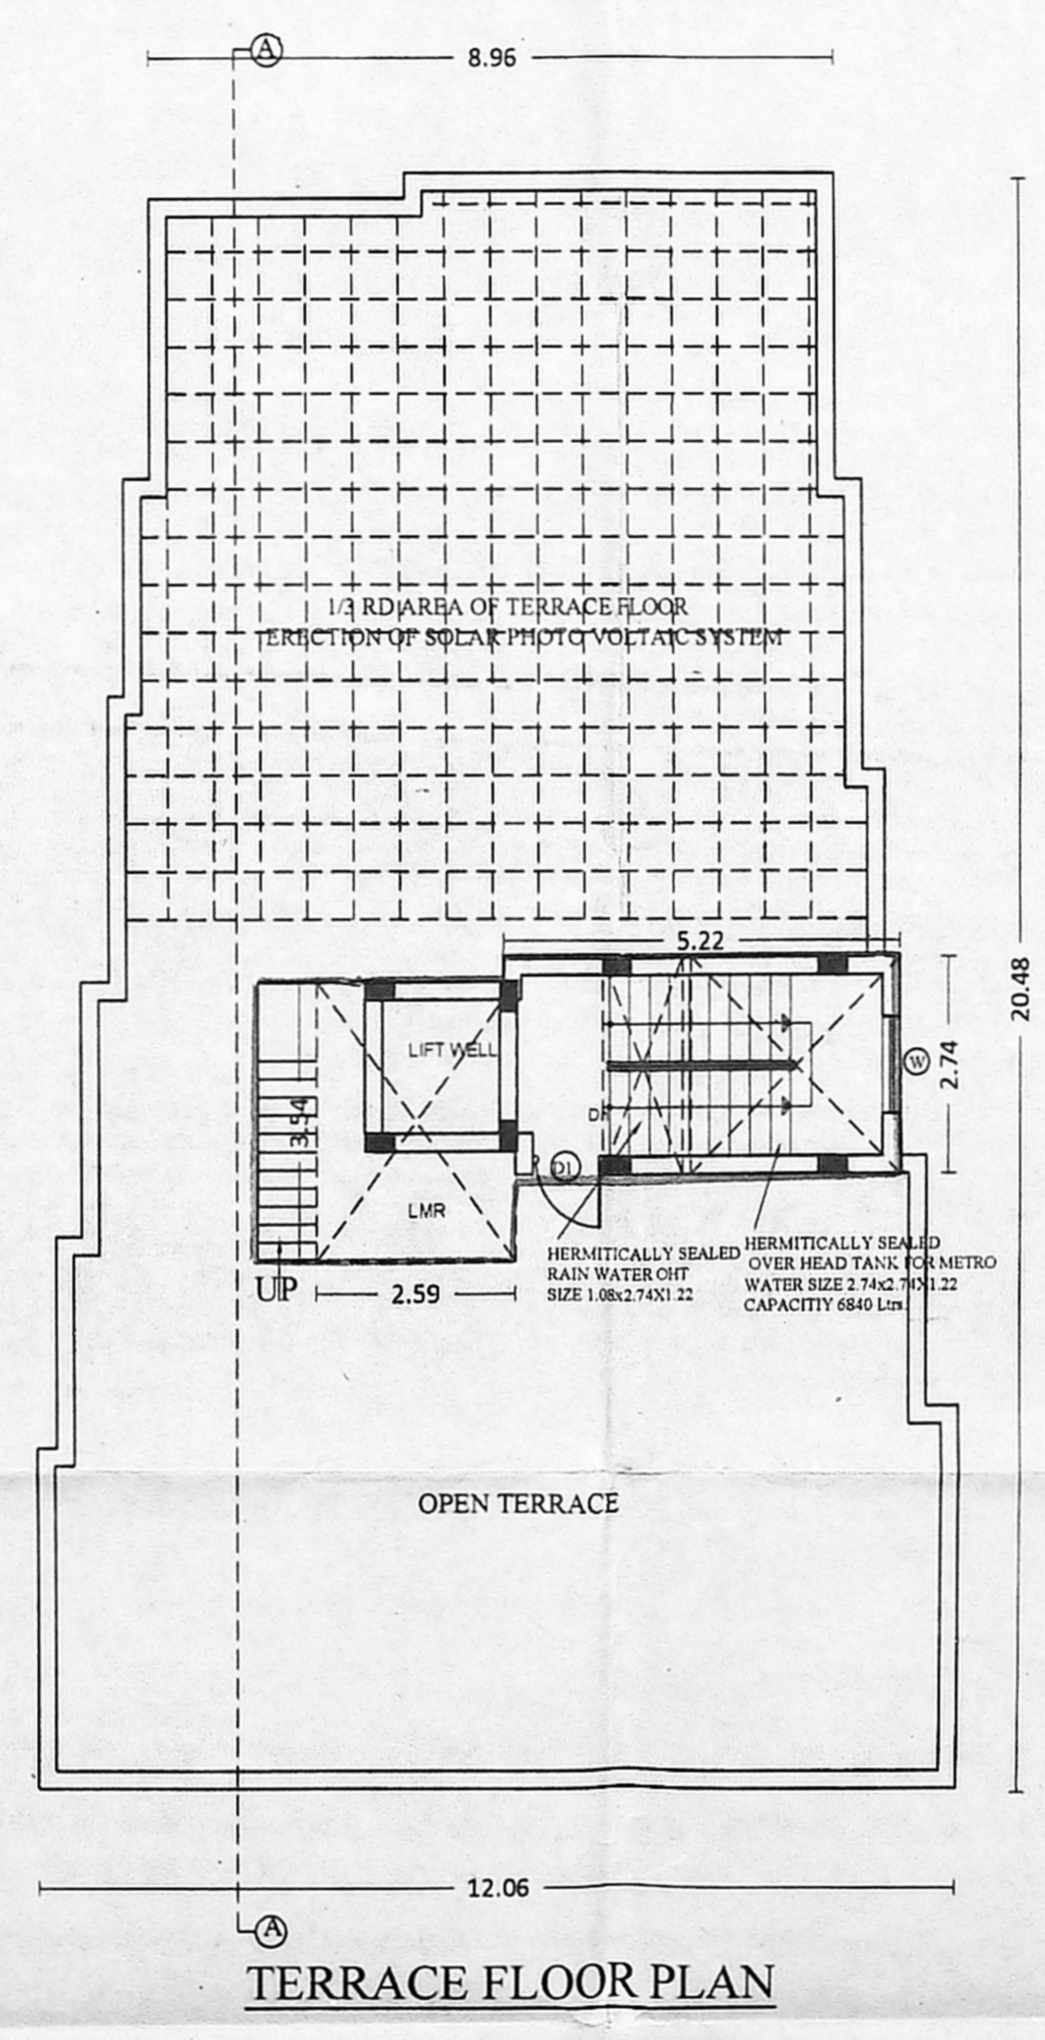 A
8.96
1/3 RD AREA OF TERRACE FLOOR
ERECTION OF SOLAR PHOTO VOLTAIC SYSTEM
20.48
5.22
2.74
W
LIFT WELL
3.54
D1
LMR
UP
2.59
HERMITICALLY SEALED
RAIN WATER OHT
SIZE 1.08x2.74X1.22
HERMITICALLY SEALED
OVER HEAD TANK FOR METRO
WATER SIZE 2.74x2.74X1.22
CAPACITIY 6840 Ltrs.
OPEN TERRACE
12.06
A
TERRACE FLOOR PLAN